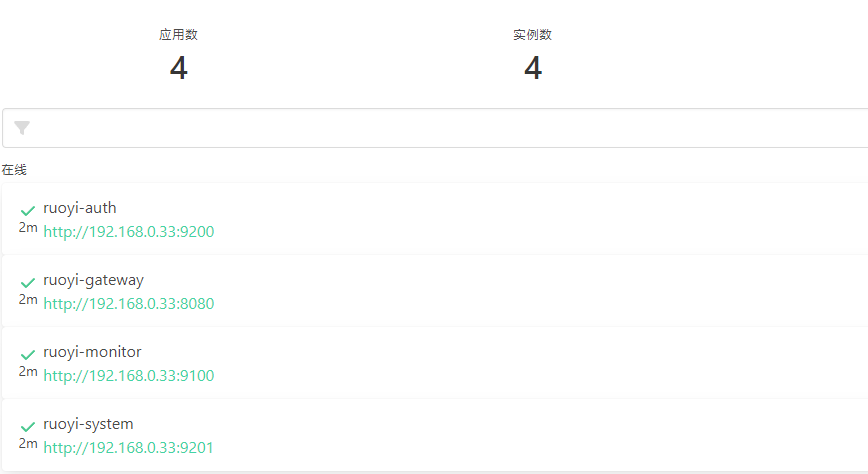 应用数
实例数
4
4
在线
ruoyi-auth
2m http://192.168.0.33:9200
ruoyi-gateway
2m http://192.168.0.33:8080
ruoyi-monitor
2m http://192.168.0.33:9100
ruoyi-system
2m http://192.168.0.33:9201